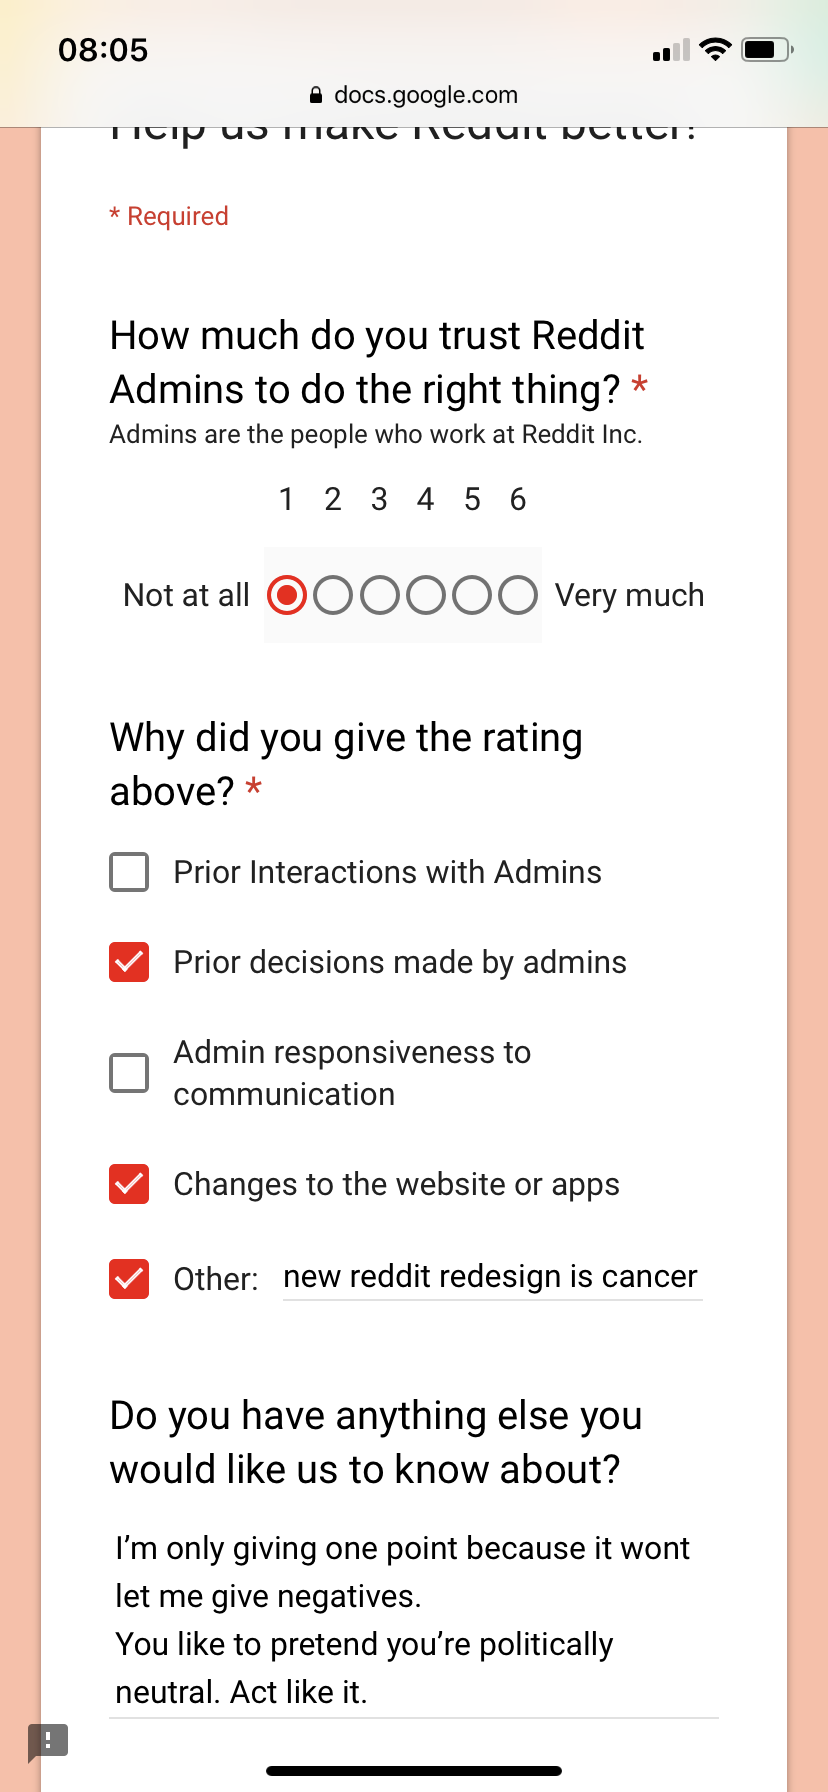 08:05
docs.google.com
Help us make Reddit better!
* Required
How much do you trust Reddit
Admins to do the right thing? *
Admins are the people who work at Reddit Inc.
1 2 3 4 5 6
Not at all Very much
Why did you give the rating
above? *
Prior Interactions with Admins
Prior decisions made by admins
Admin responsiveness to
communication
Changes to the website or apps
Other: new reddit redesign is cancer
Do you have anything else you
would like us to know about?
I’m only giving one point because it wont
let me give negatives.
You like to pretend you’re politically
neutral. Act like it.